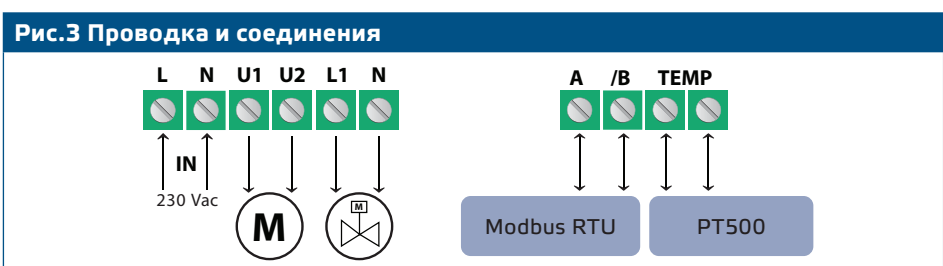 Рис.3 Проводка и соединения
L N U1 U2 L1 N
A /B TEMP
IN
230 Vac
M
M
Modbus RTU
PT500